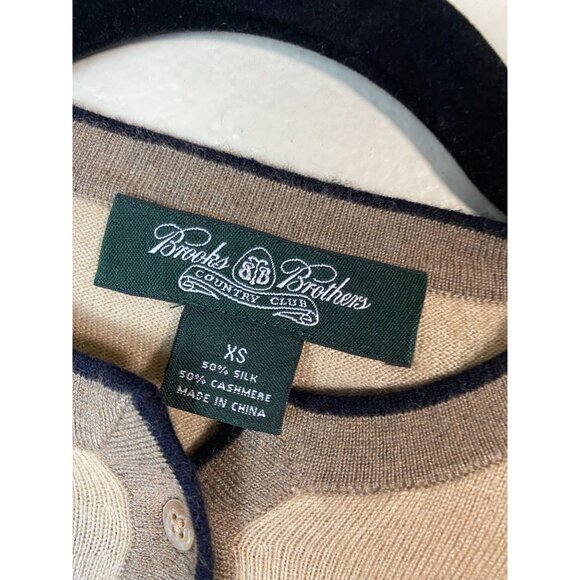 Brooks BB Brothers
COUNTRY CLUB
XS
50% SILK
50% CASHMERE
MADE IN CHINA